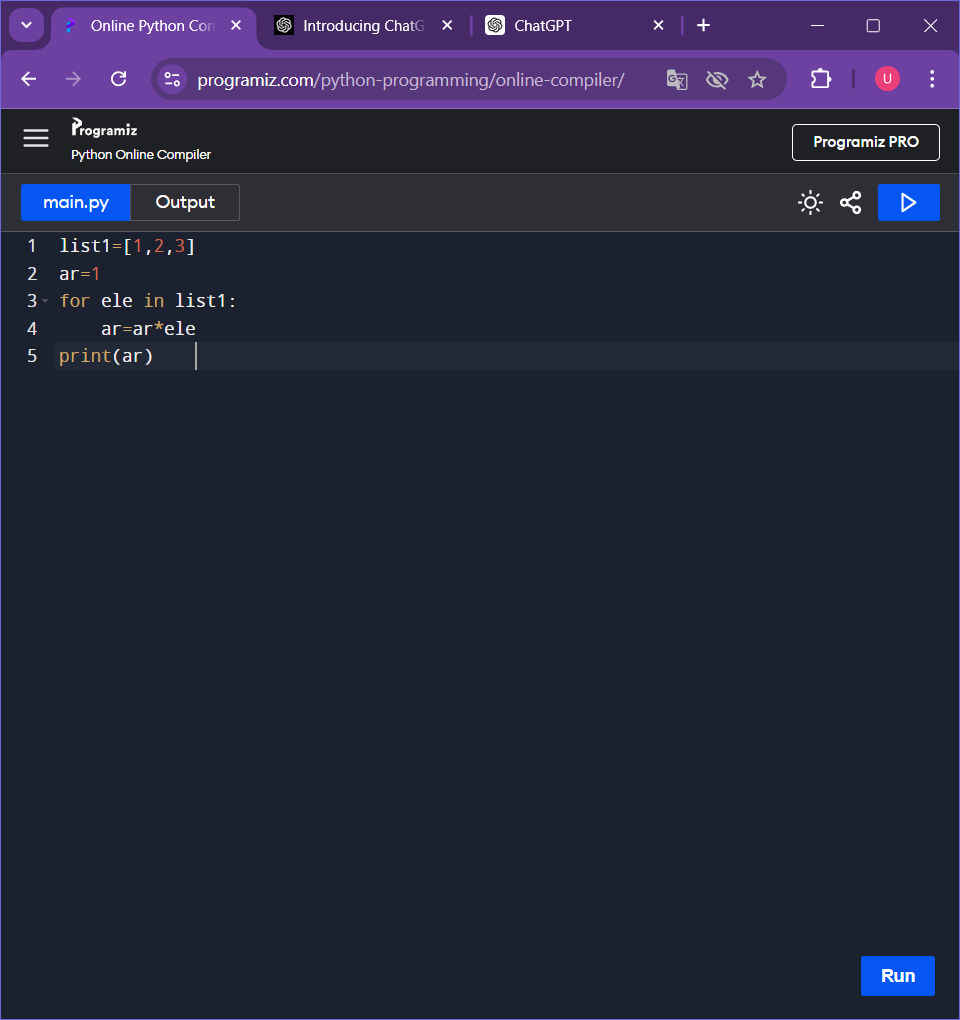 Online Python Com
Introducing ChatG
ChatGPT
programiz.com/python-programming/online-compiler/
U
Programiz
Python Online Compiler
Programiz PRO
main.py
Output
1 list1=[1,2,3]
2 ar=1
3 for ele in list1:
4     ar=ar*ele
5 print(ar)
Run